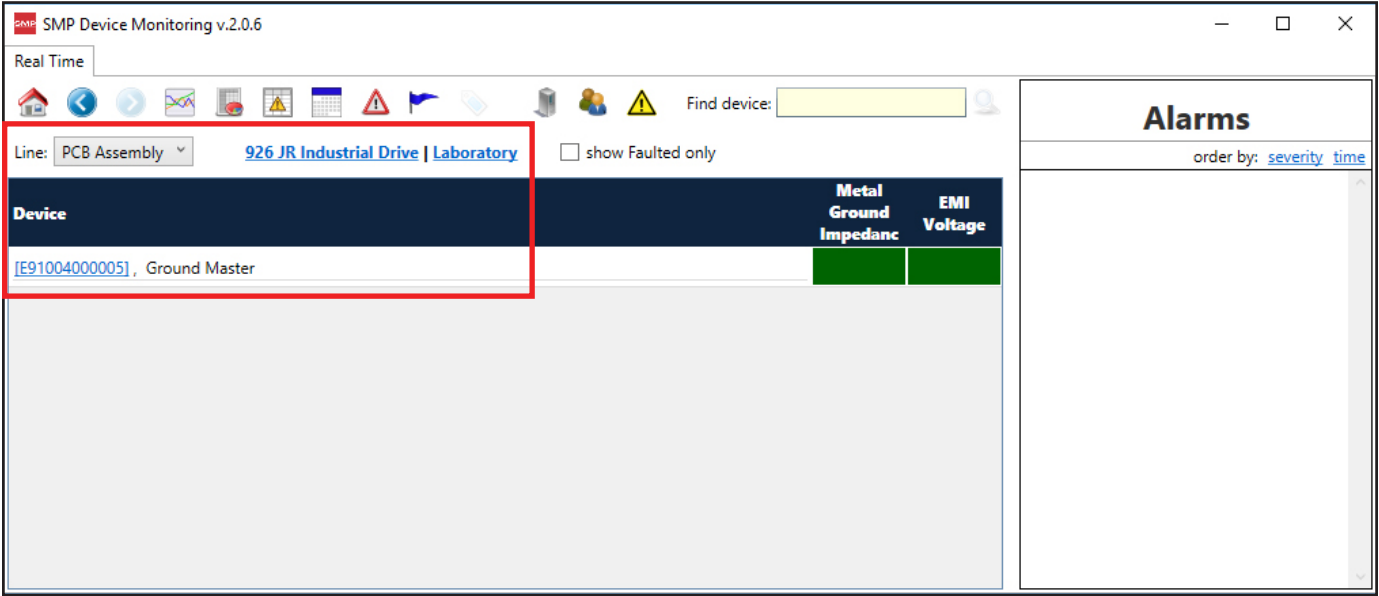 SMP SMP Device Monitoring v.2.0.6
Real Time
Find device:
Line: PCB Assembly 926 JR Industrial Drive | Laboratory show Faulted only
Device
Metal
Ground
Impedanc
EMI
Voltage
[E91004000005] , Ground Master
Alarms
order by: severity time